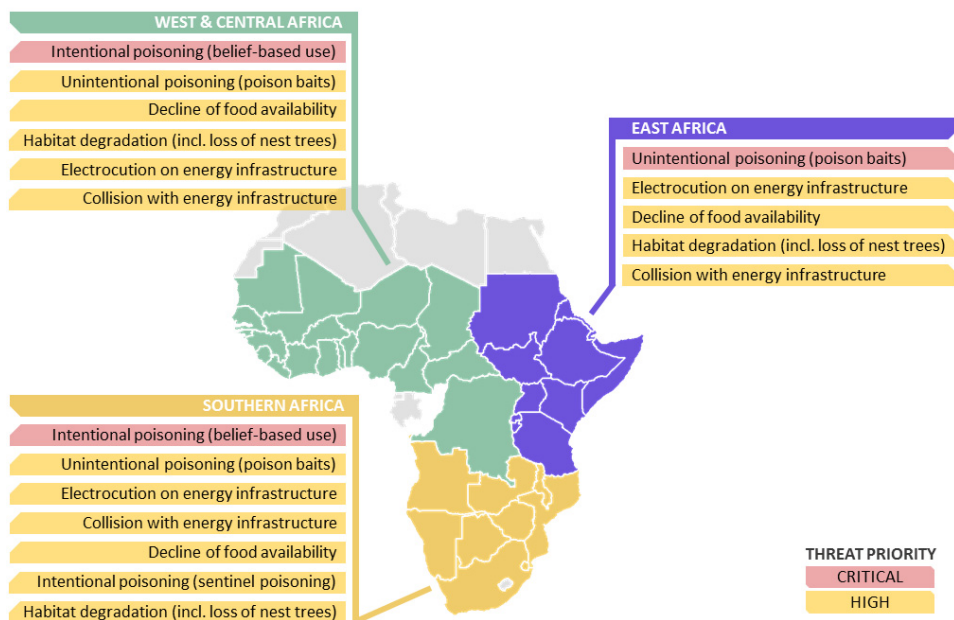 WEST & CENTRAL AFRICA
Intentional poisoning (belief-based use)
Unintentional poisoning (poison baits)
Decline of food availability
Habitat degradation (incl. loss of nest trees)
Electrocution on energy infrastructure
Collision with energy infrastructure
EAST AFRICA
Unintentional poisoning (poison baits)
Electrocution on energy infrastructure
Decline of food availability
Habitat degradation (incl. loss of nest trees)
Collision with energy infrastructure
SOUTHERN AFRICA
Intentional poisoning (belief-based use)
Unintentional poisoning (poison baits)
Electrocution on energy infrastructure
Collision with energy infrastructure
Decline of food availability
Intentional poisoning (sentinel poisoning)
Habitat degradation (incl. loss of nest trees)
THREAT PRIORITY
CRITICAL
HIGH